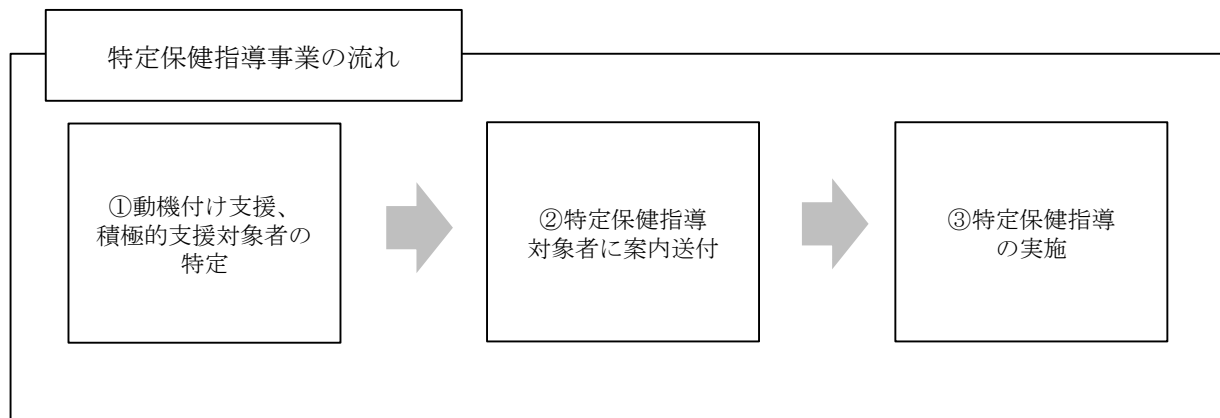 特定保健指導事業の流れ
①動機付け支援、
積極的支援対象者の
特定
②特定保健指導
対象者に案内送付
③特定保健指導
の実施